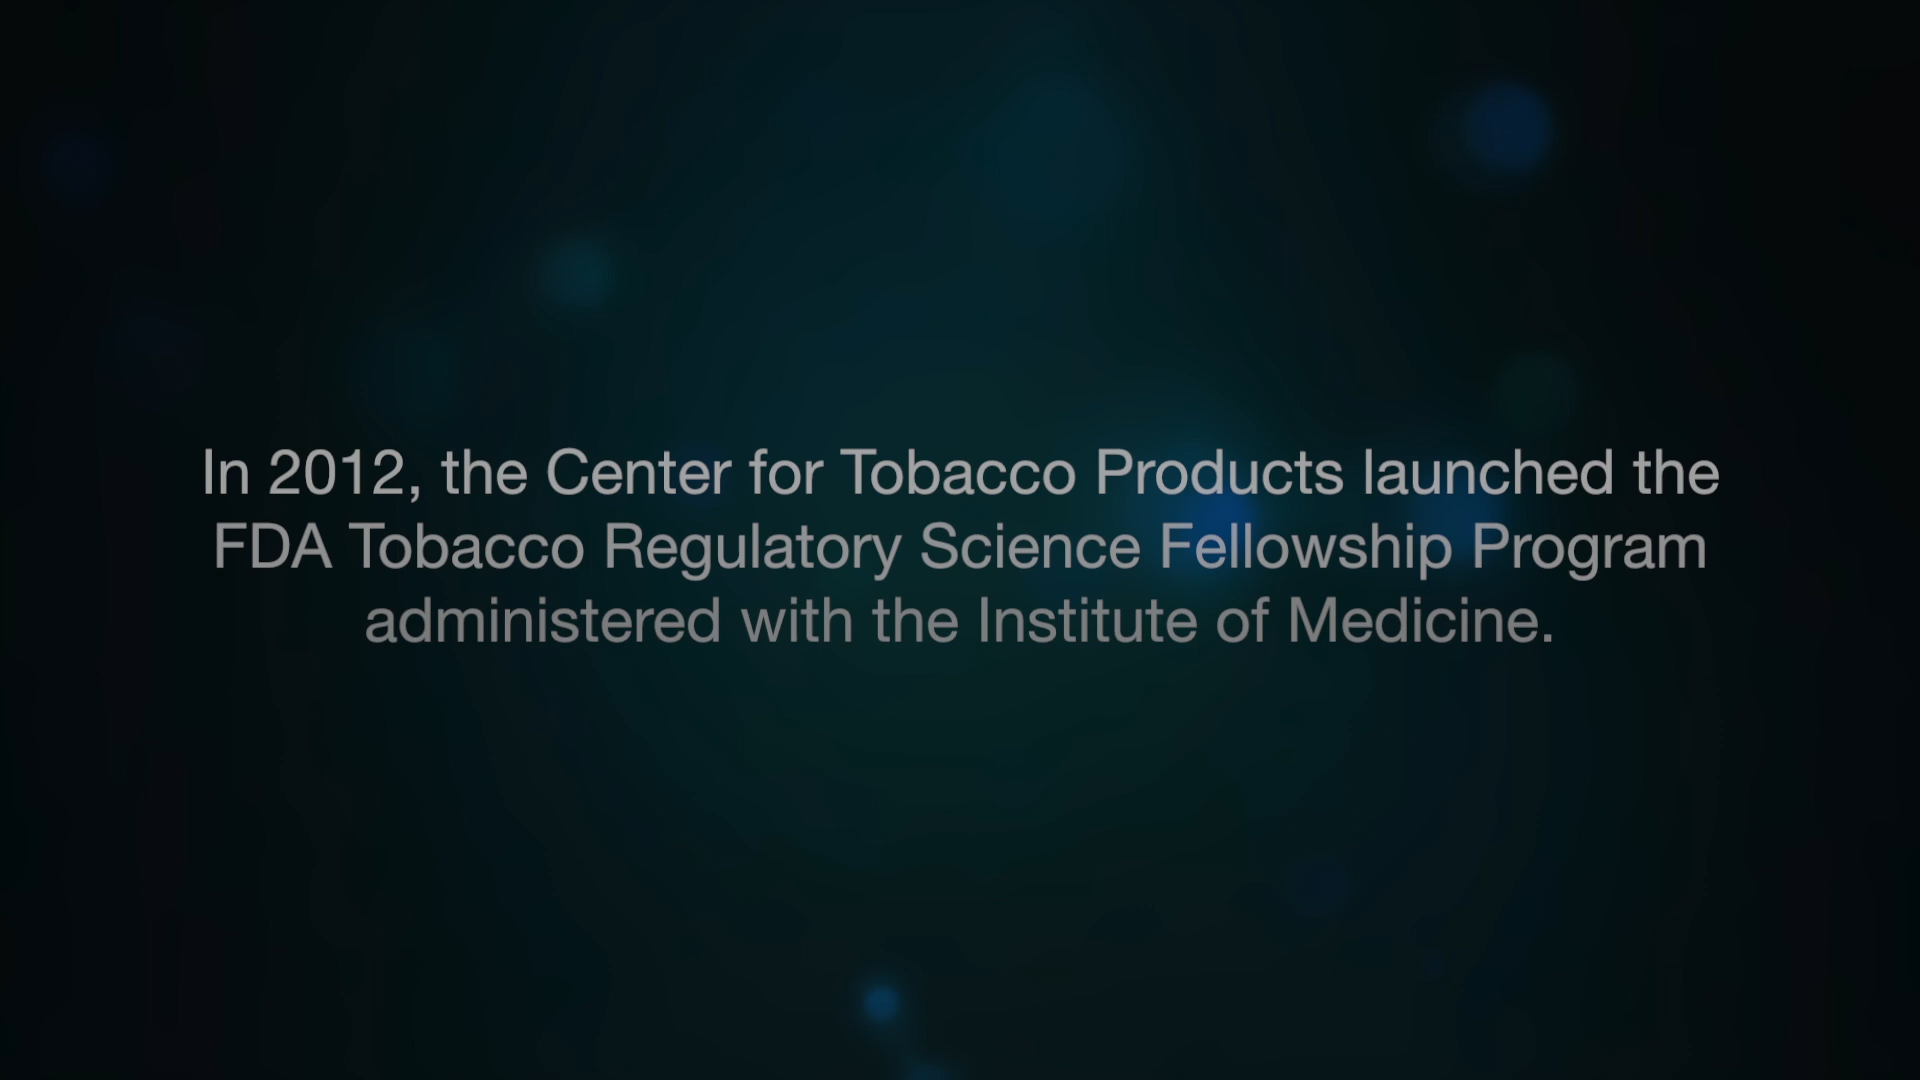 In 2012, the Center for Tobacco Products launched the
FDA Tobacco Regulatory Science Fellowship Program
administered with the Institute of Medicine.